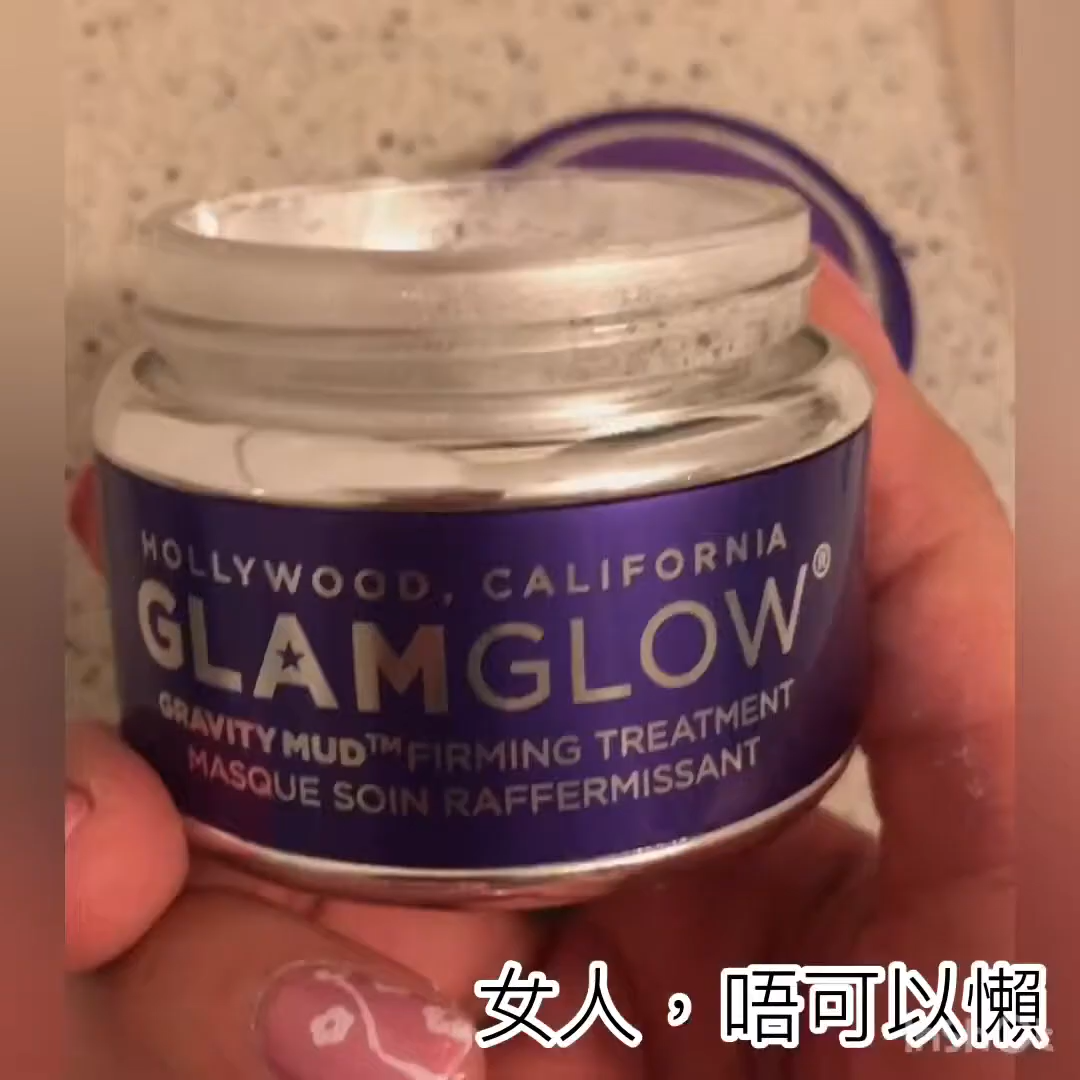 HOLLYWOOD, CALIFORNIA
GLAMGLOW®
GRAVITYMUD™ FIRMING TREATMENT
MASQUE SOIN RAFFERMISSANT
女人，唔可以懶